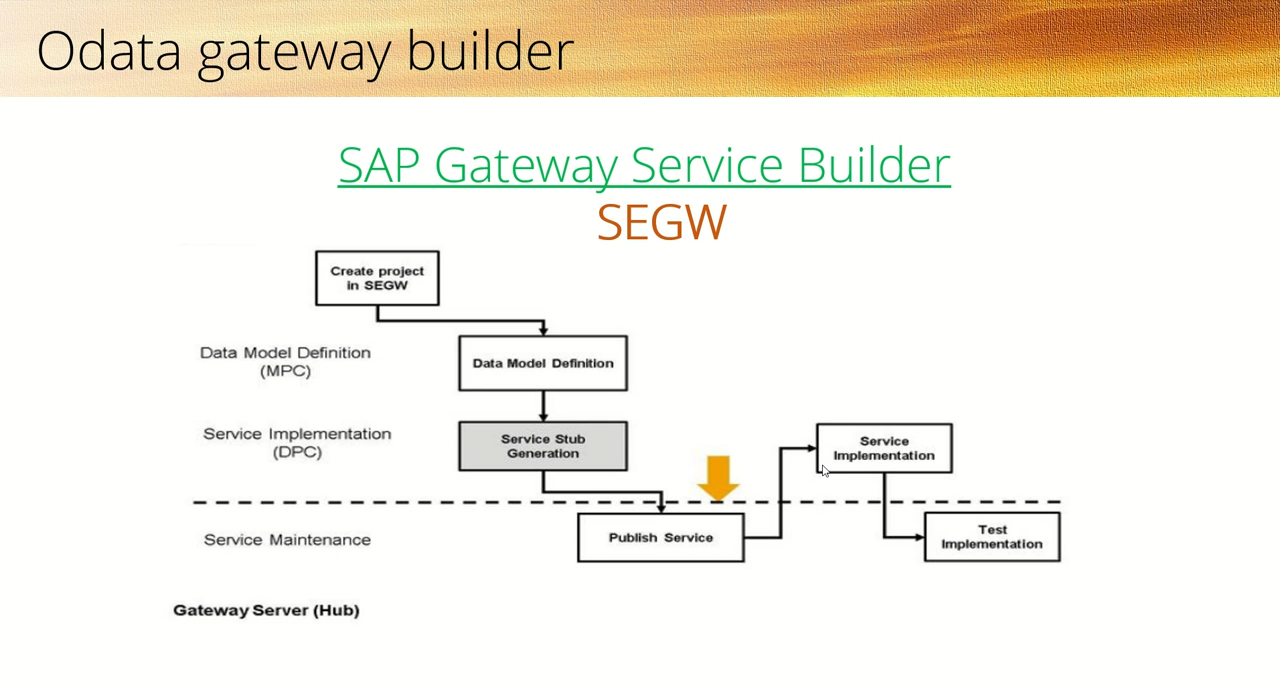 Odata gateway builder
SAP Gateway Service Builder
SEGW
Create project
in SEGW
Data Model Definition
(MPC)
Data Model Definition
Service Implementation
(DPC)
Service Stub
Generation
Service
Implementation
Service Maintenance
Publish Service
Test
Implementation
Gateway Server (Hub)